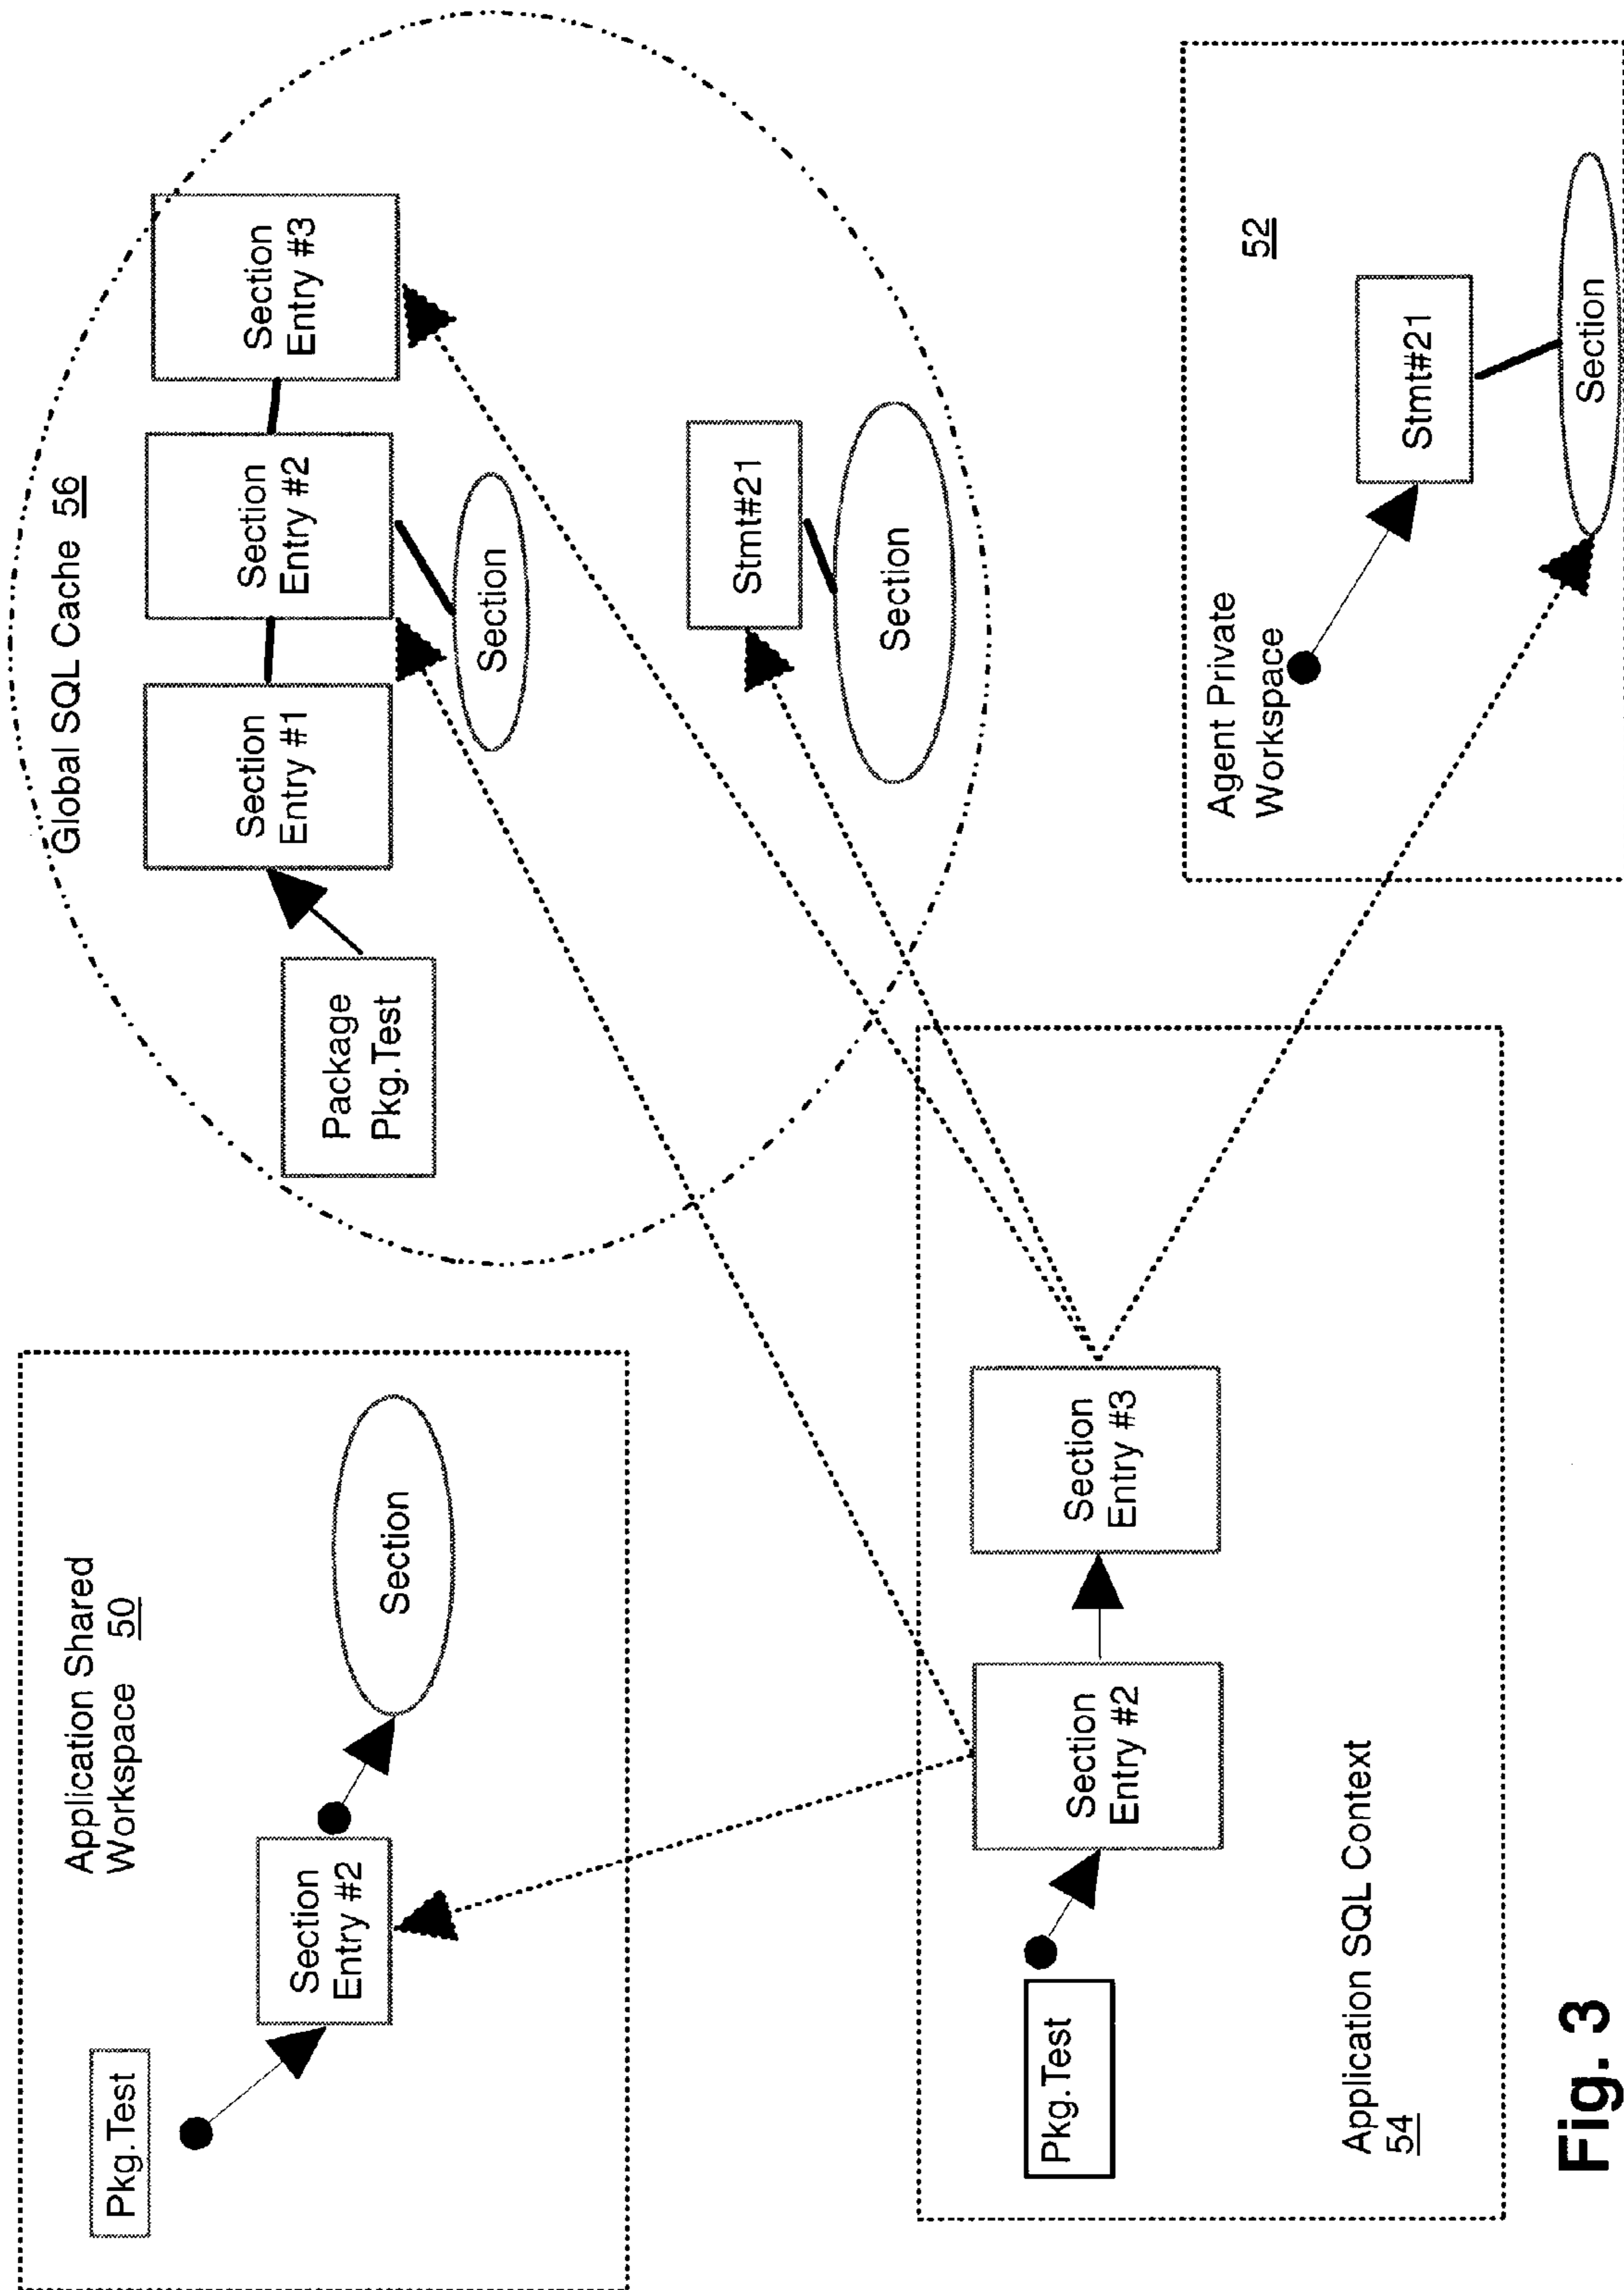 Application Shared
Workspace 50
Pkg.Test
Section
Entry #2
Section
Global SQL Cache 56
Package
Pkg.Test
Section
Entry #1
Section
Entry #2
Section
Entry #3
Section
Stmt#21
Section
Pkg.Test
Section
Entry #2
Section
Entry #3
Application SQL Context
54
Agent Private
Workspace
52
Stmt#21
Section
Fig. 3